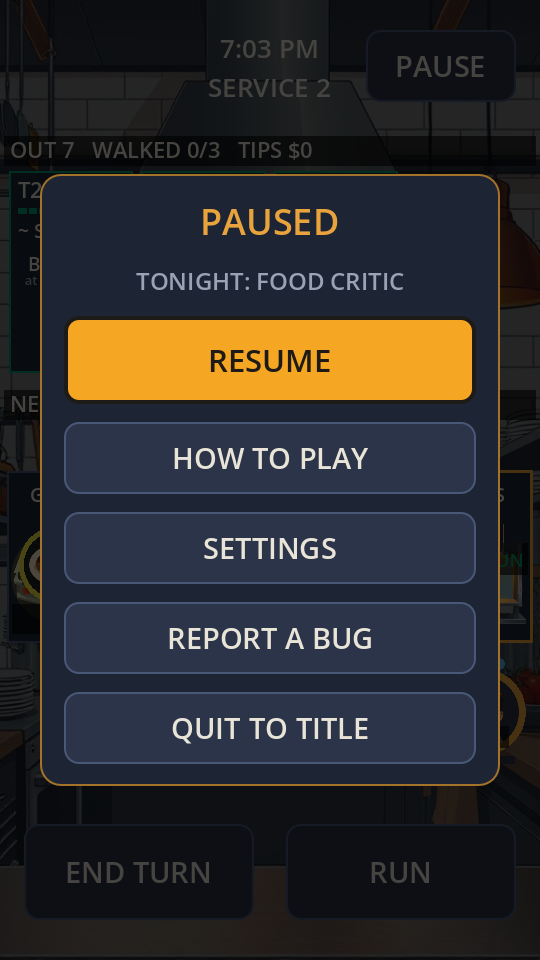 7:03 PM
PAUSE
SERVICE 2
OUT 7 WALKED 0/3 TIPS $0
T2
PAUSED
TONIGHT: FOOD CRITIC
RESUME
HOW TO PLAY
SETTINGS
REPORT A BUG
QUIT TO TITLE
END TURN
RUN